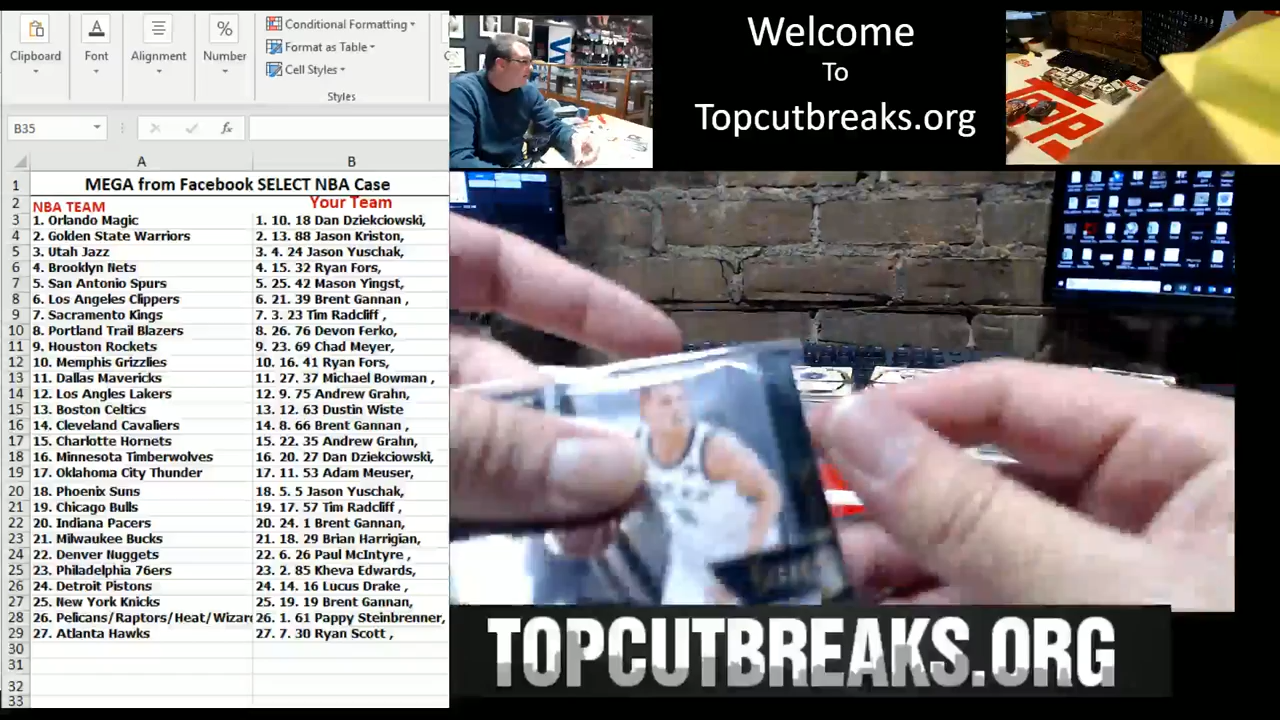 Clipboard
Font
Alignment
Number
Conditional Formatting
Format as Table
Cell Styles
Styles
B35
fx
A B
1 MEGA from Facebook SELECT NBA Case
2 NBA TEAM Your Team
3 1. Orlando Magic 1. 10. 18 Dan Dziekciowski,
4 2. Golden State Warriors 2. 13. 88 Jason Kriston,
5 3. Utah Jazz 3. 4. 24 Jason Yuschak,
6 4. Brooklyn Nets 4. 15. 32 Ryan Fors,
7 5. San Antonio Spurs 5. 25. 42 Mason Yingst,
8 6. Los Angeles Clippers 6. 21. 39 Brent Gannan ,
9 7. Sacramento Kings 7. 3. 23 Tim Radcliff ,
10 8. Portland Trail Blazers 8. 26. 76 Devon Ferko,
11 9. Houston Rockets 9. 23. 69 Chad Meyer,
12 10. Memphis Grizzlies 10. 16. 41 Ryan Fors,
13 11. Dallas Mavericks 11. 27. 37 Michael Bowman ,
14 12. Los Angles Lakers 12. 9. 75 Andrew Grahn,
15 13. Boston Celtics 13. 12. 63 Dustin Wiste
16 14. Cleveland Cavaliers 14. 8. 66 Brent Gannan ,
17 15. Charlotte Hornets 15. 22. 35 Andrew Grahn,
18 16. Minnesota Timberwolves 16. 20. 27 Dan Dziekciowski,
19 17. Oklahoma City Thunder 17. 11. 53 Adam Meuser,
20 18. Phoenix Suns 18. 5. 5 Jason Yuschak,
21 19. Chicago Bulls 19. 17. 57 Tim Radcliff ,
22 20. Indiana Pacers 20. 24. 1 Brent Gannan,
23 21. Milwaukee Bucks 21. 18. 29 Brian Harrigian,
24 22. Denver Nuggets 22. 6. 26 Paul McIntyre ,
25 23. Philadelphia 76ers 23. 2. 85 Kheva Edwards,
26 24. Detroit Pistons 24. 14. 16 Lucus Drake ,
27 25. New York Knicks 25. 19. 19 Brent Gannan,
28 26. Pelicans/Raptors/Heat/Wizar 26. 1. 61 Pappy Steinbrenner,
29 27. Atlanta Hawks 27. 7. 30 Ryan Scott ,
30
31
32
33
Welcome
To
Topcutbreaks.org
TOPCUTBREAKS.ORG